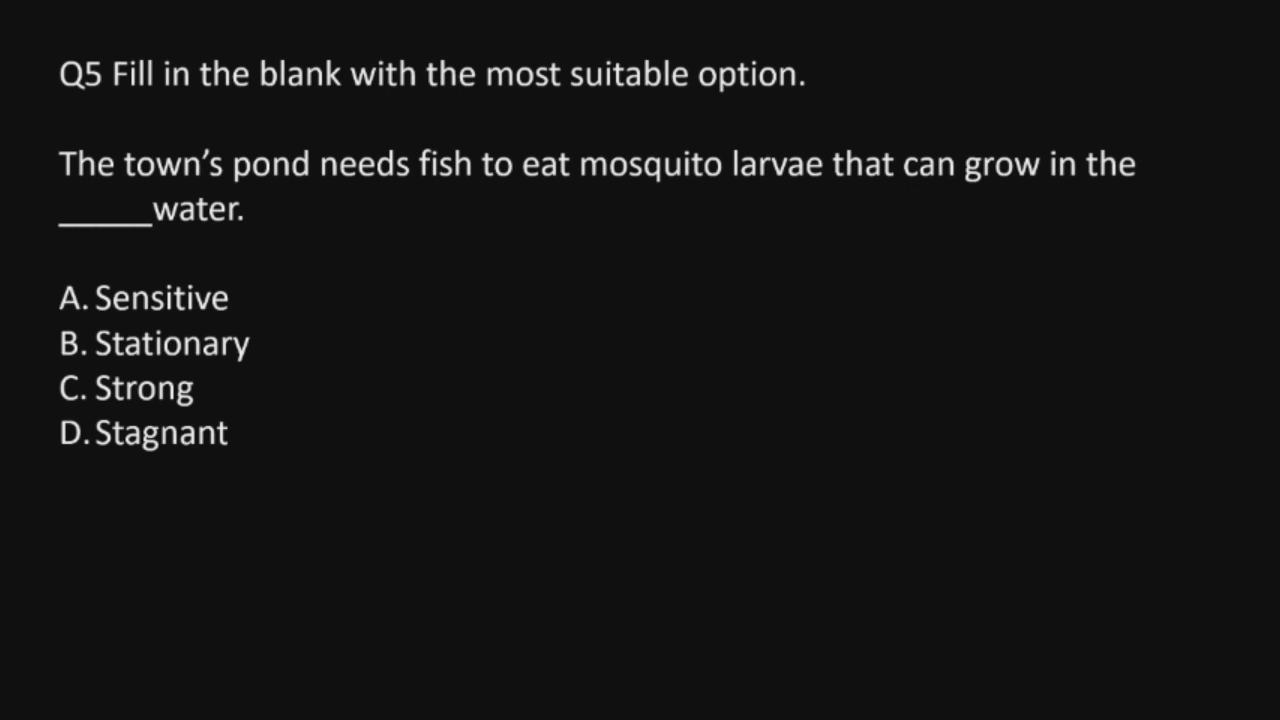 Q5 Fill in the blank with the most suitable option.
The town’s pond needs fish to eat mosquito larvae that can grow in the
_____water.
A. Sensitive
B. Stationary
C. Strong
D. Stagnant